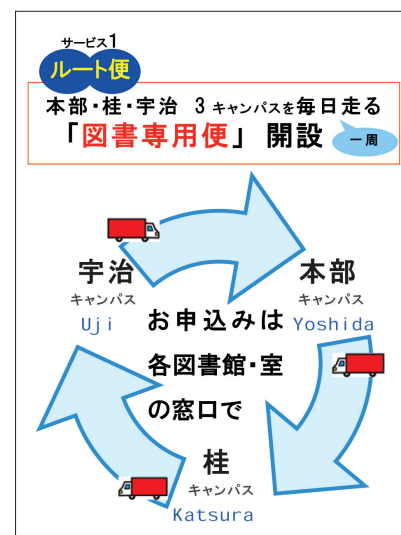 サービス1
ルート便
本部・桂・宇治 3 キャンパスを毎日走る
「図書専用便」 開設
一周
宇治
キャンパス
Uji
本部
キャンパス
Yoshida
お申込みは
各図書館・室
の窓口で
桂
キャンパス
Katsura